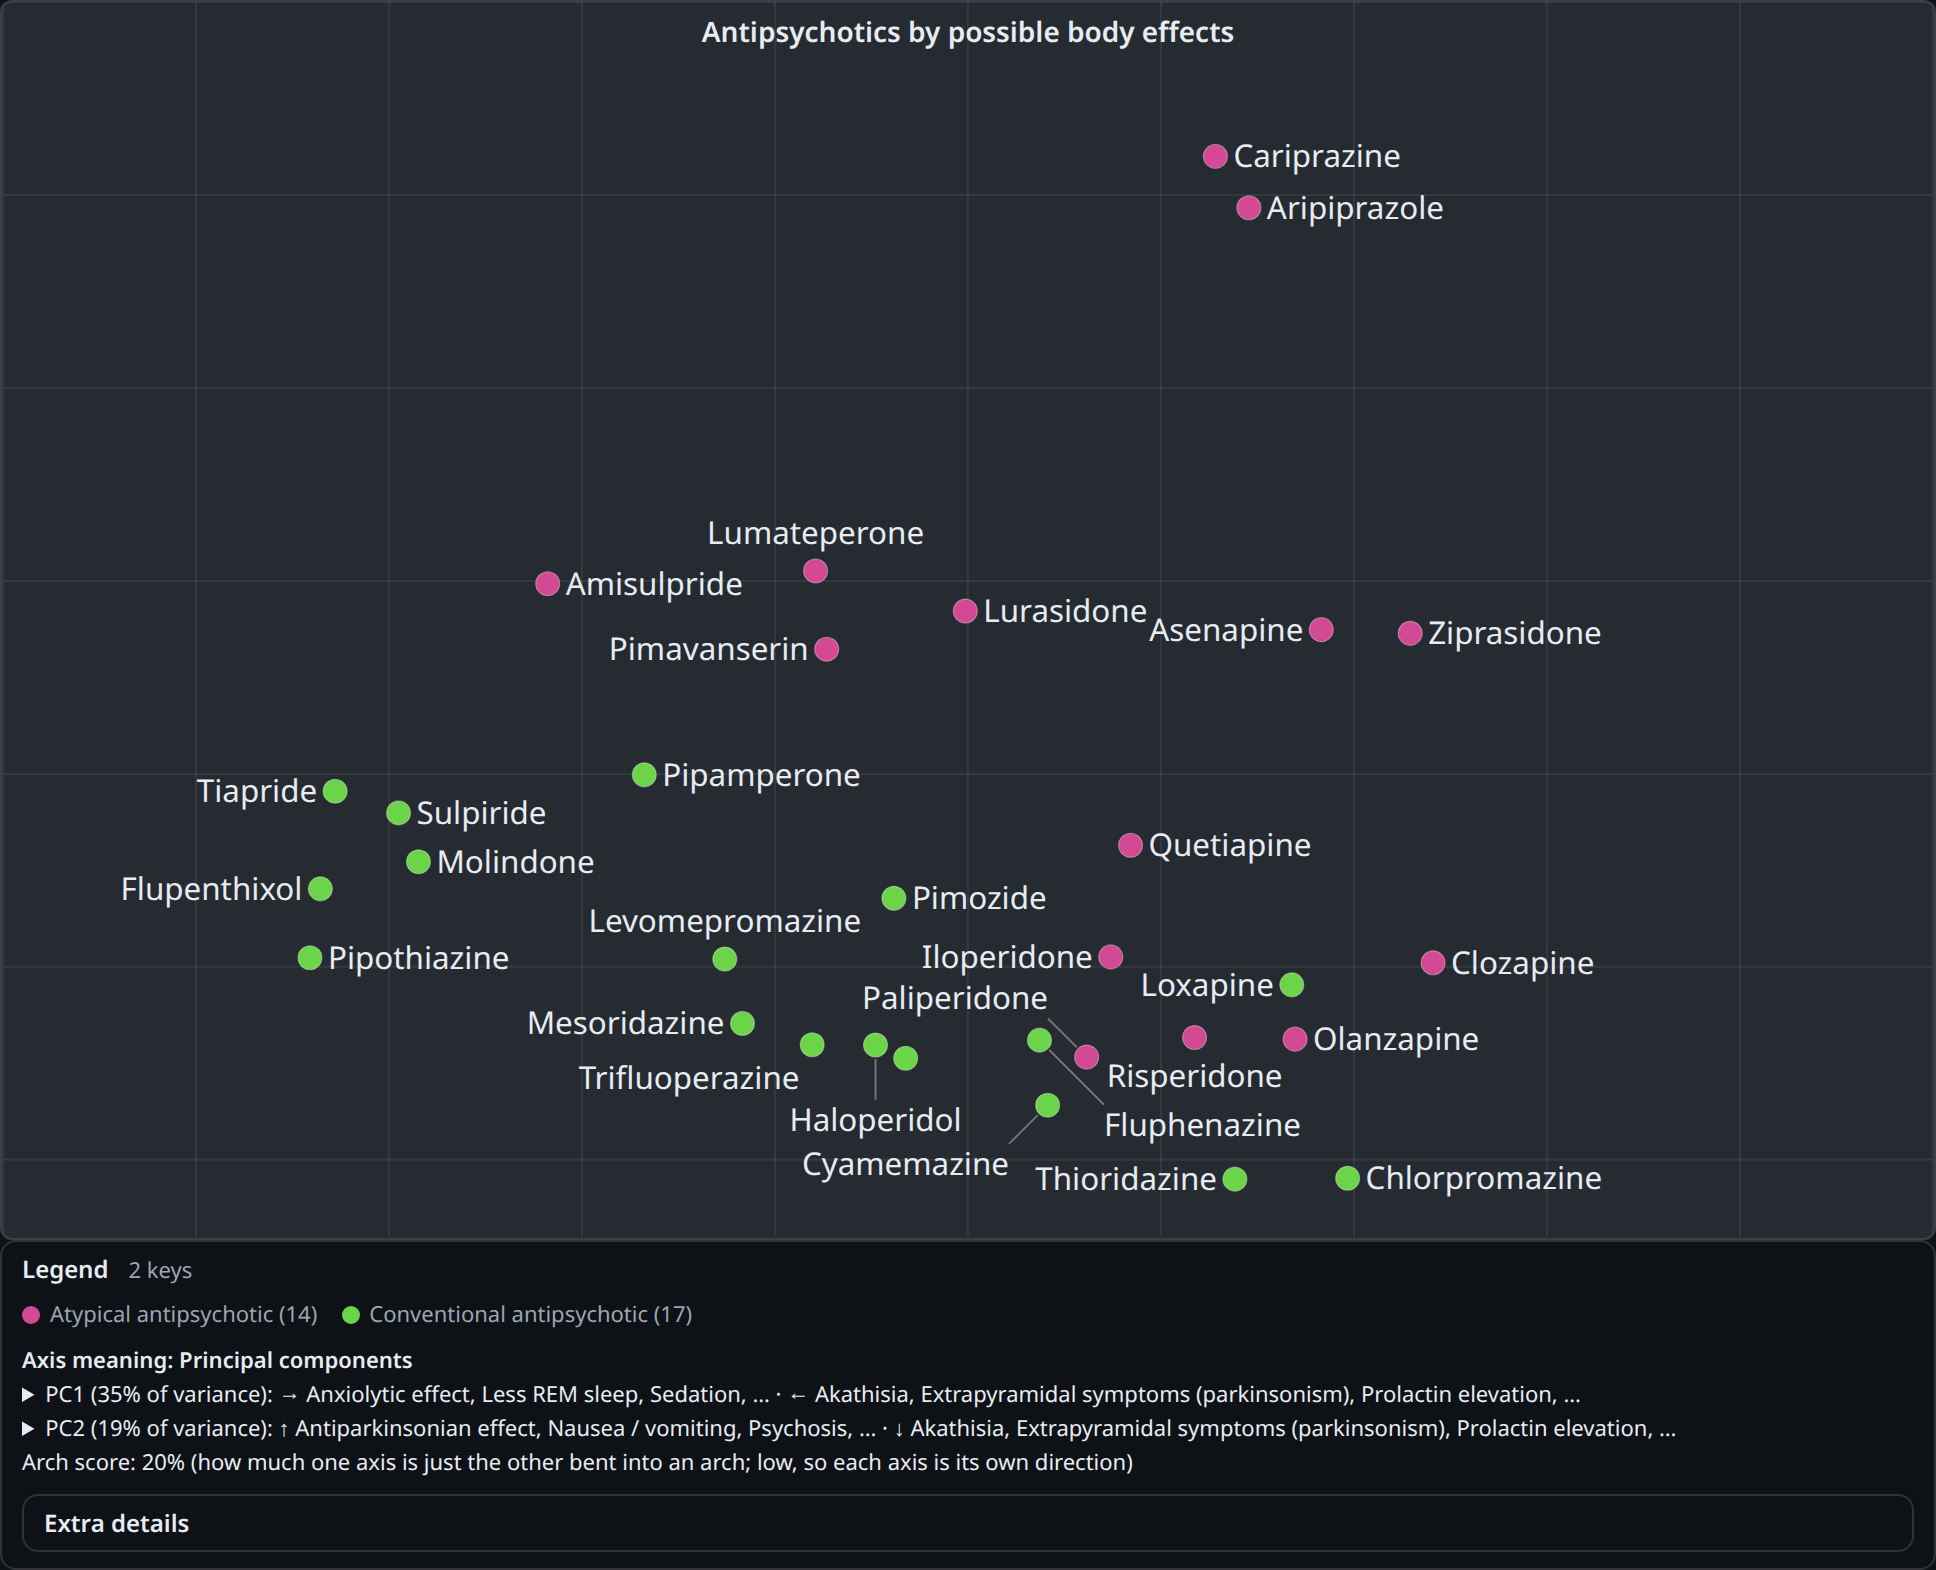 Antipsychotics by possible body effects
Cariprazine
Aripiprazole
Lumateperone
Amisulpride
Lurasidone
Asenapine
Ziprasidone
Pimavanserin
Pipamperone
Tiapride
Sulpiride
Quetiapine
Molindone
Flupenthixol
Pimozide
Levomepromazine
Pipothiazine
Iloperidone
Clozapine
Loxapine
Paliperidone
Mesoridazine
Olanzapine
Trifluoperazine
Risperidone
Haloperidol
Fluphenazine
Cyamemazine
Thioridazine
Chlorpromazine
Legend 2 keys
Atypical antipsychotic (14) Conventional antipsychotic (17)
Axis meaning: Principal components
▶ PC1 (35% of variance): → Anxiolytic effect, Less REM sleep, Sedation, ... · ← Akathisia, Extrapyramidal symptoms (parkinsonism), Prolactin elevation, ...
▶ PC2 (19% of variance): ↑ Antiparkinsonian effect, Nausea / vomiting, Psychosis, ... · ↓ Akathisia, Extrapyramidal symptoms (parkinsonism), Prolactin elevation, ...
Arch score: 20% (how much one axis is just the other bent into an arch; low, so each axis is its own direction)
Extra details